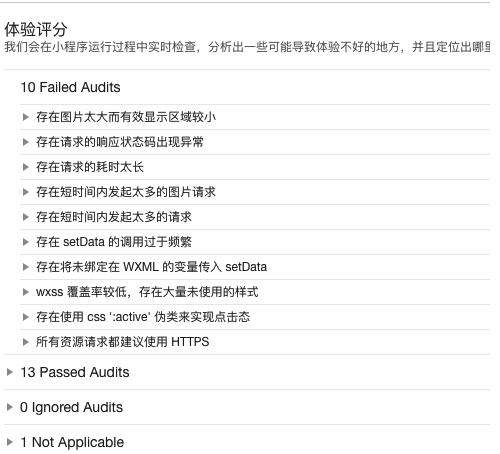 体验评分
我们会在小程序运行过程中实时检查，分析出一些可能导致体验不好的地方，并且定位出哪里
10 Failed Audits
存在图片太大而有效显示区域较小
存在请求的响应状态码出现异常
存在请求的耗时太长
存在短时间内发起太多的图片请求
存在短时间内发起太多的请求
存在 setData 的调用过于频繁
存在将未绑定在 WXML 的变量传入 setData
wxss 覆盖率较低，存在大量未使用的样式
存在使用 css ':active' 伪类来实现点击态
所有资源请求都建议使用 HTTPS
13 Passed Audits
0 Ignored Audits
1 Not Applicable